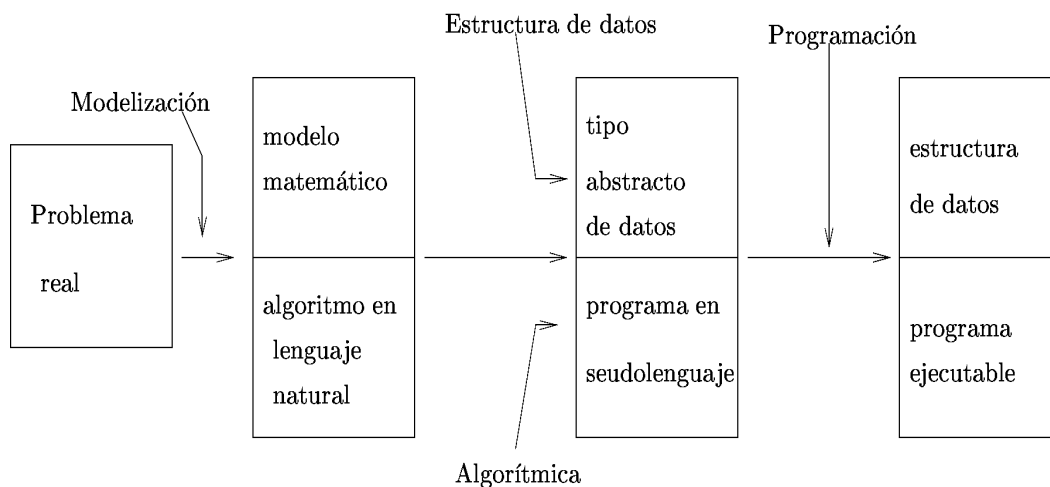 Estructura de datos
Programación
Modelización
Problema
real
modelo
matemático
algoritmo en
lenguaje
natural
tipo
abstracto
de datos
programa en
seudolenguaje
estructura
de datos
programa
ejecutable
Algorítmica